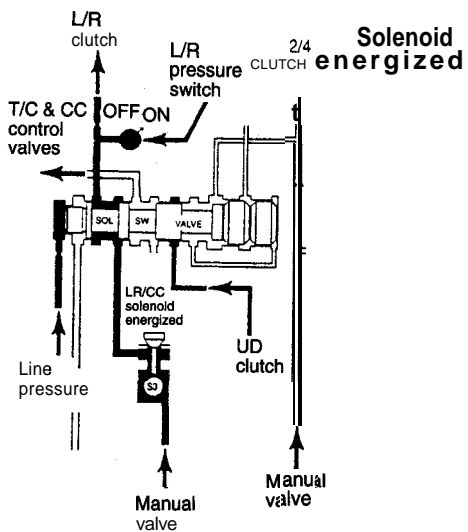 L/R
clutch
L/R
pressure
switch
2/4
CLUTCH
Solenoid
energized
T/C & CC
control
valves
OFF ON
SOL
SW
VALVE
LR/CC
solenoid
energized
UD
clutch
Line
pressure
S3
Manual
valve
Manual
valve